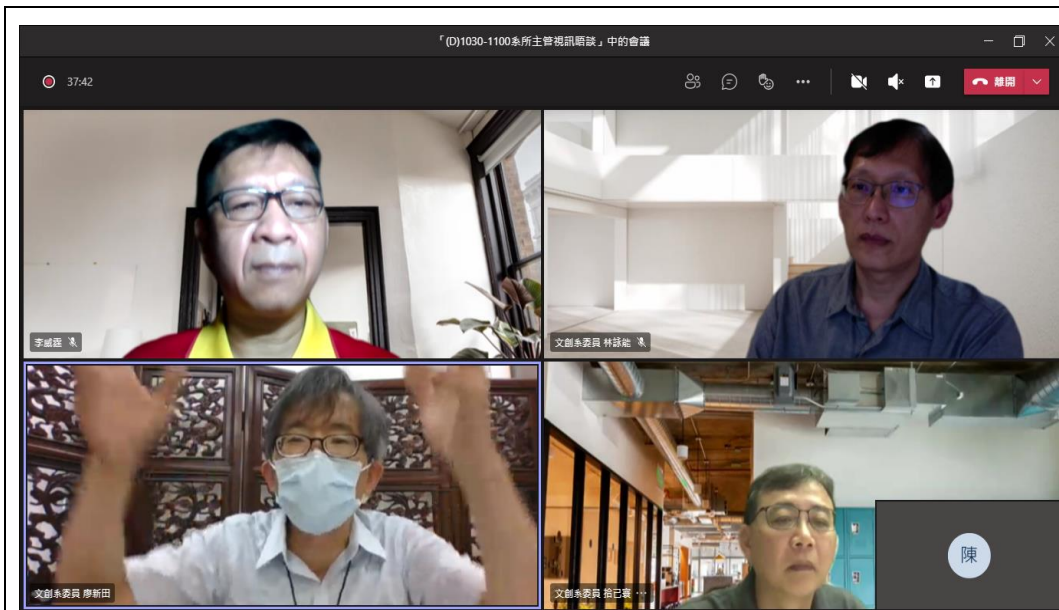 「(D)1030-1100系所主管視訊晤談」中的會議
37:42
離開
李威霆
文創系委員 林詠能
文創系委員 廖新田
文創系委員 拾已寰 ...
陳